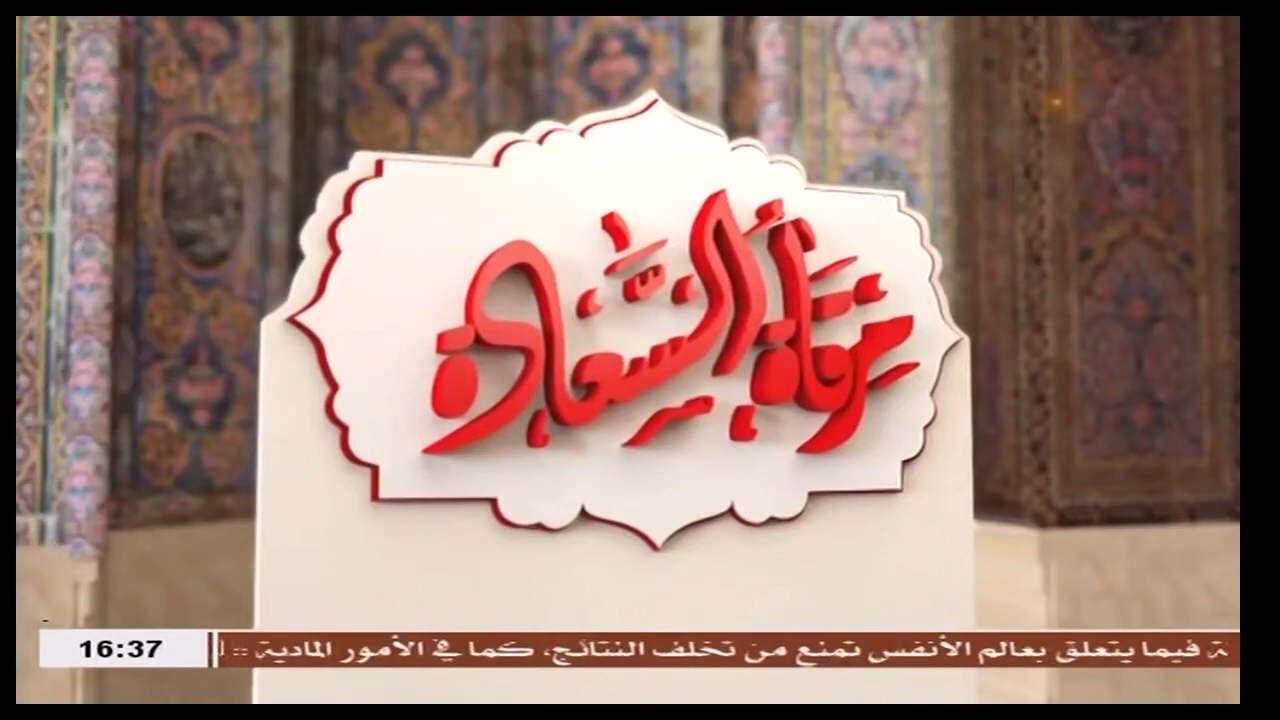 مرقاة السعادة
16:37
ة فيما يتعلق بعالم الأنفس تمنع من تخلف النتائج، كما في الأمور المادية ::